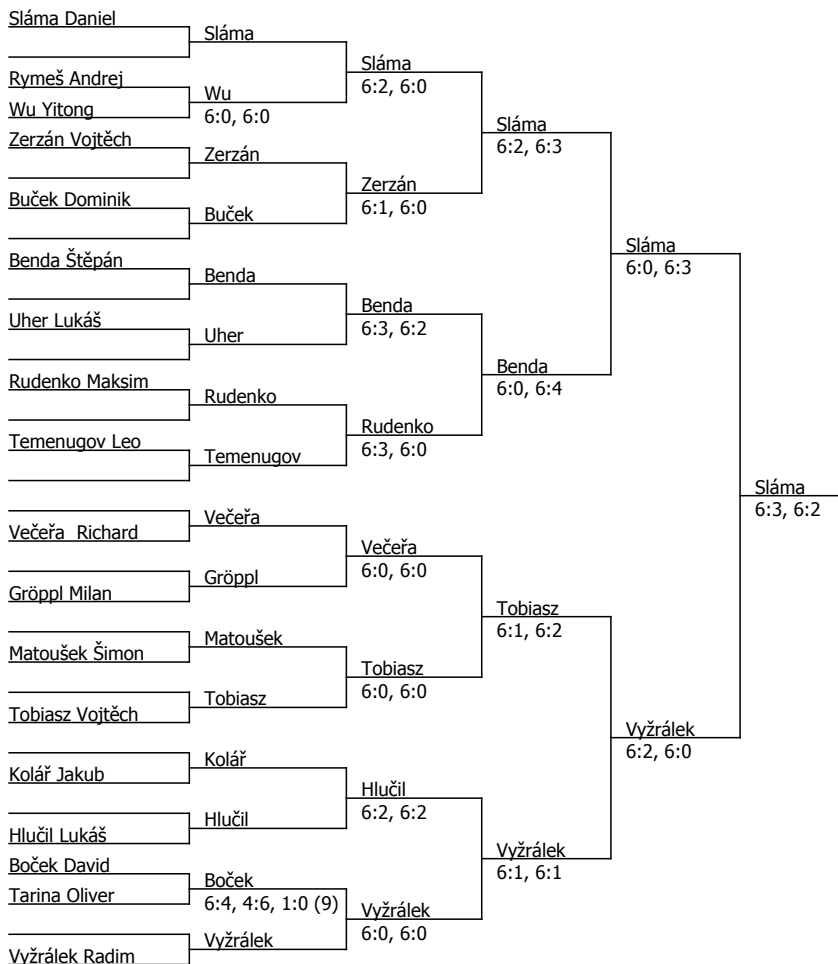 Sláma Daniel
Sláma
Sláma
6:2, 6:0
Rymeš Andrej
Wu
6:0, 6:0
Wu Yitong
Sláma
6:2, 6:3
Zerzán Vojtěch
Zerzán
Zerzán
6:1, 6:0
Buček Dominik
Buček
Sláma
6:0, 6:3
Benda Štěpán
Benda
Benda
6:3, 6:2
Uher Lukáš
Uher
Benda
6:0, 6:4
Rudenko Maksim
Rudenko
Rudenko
6:3, 6:0
Temenugov Leo
Temenugov
Sláma
6:3, 6:2
Večeřa
Večeřa  Richard
Večeřa
6:0, 6:0
Gröppl
Gröppl Milan
Tobiasz
6:1, 6:2
Matoušek
Matoušek Šimon
Tobiasz
6:0, 6:0
Tobiasz
Tobiasz Vojtěch
Vyžrálek
6:2, 6:0
Kolář
Kolář Jakub
Hlučil
6:2, 6:2
Hlučil
Hlučil Lukáš
Vyžrálek
6:1, 6:1
Boček David
Boček
6:4, 4:6, 1:0 (9)
Tarina Oliver
Vyžrálek
6:0, 6:0
Vyžrálek
Vyžrálek Radim